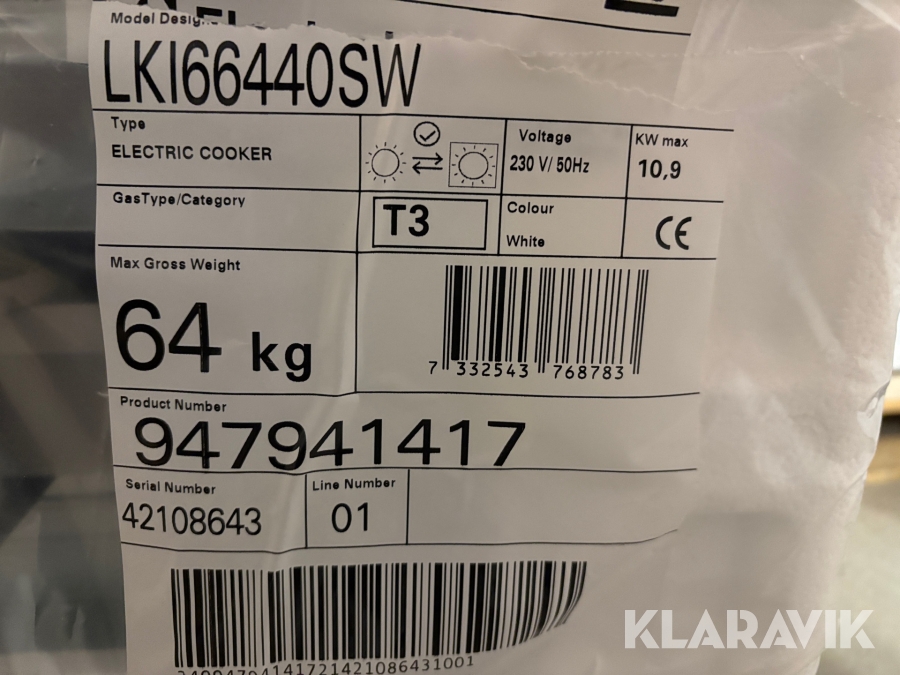 Model Desig
LKI66440SW
Type
ELECTRIC COOKER
Voltage
230 V/ 50Hz
KW max
10,9
GasType/Category
T3
Colour
White
CE
Max Gross Weight
64 kg
7 332543 768783
Product Number
947941417
Serial Number
42108643
Line Number
01
KLARAVIK